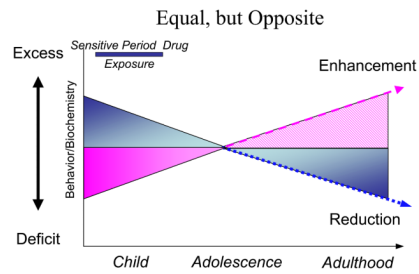 Equal, but Opposite
Excess
Sensitive Period Drug
Exposure
Enhancement
Behavior/Biochemistry
Reduction
Deficit
Child Adolescence Adulthood